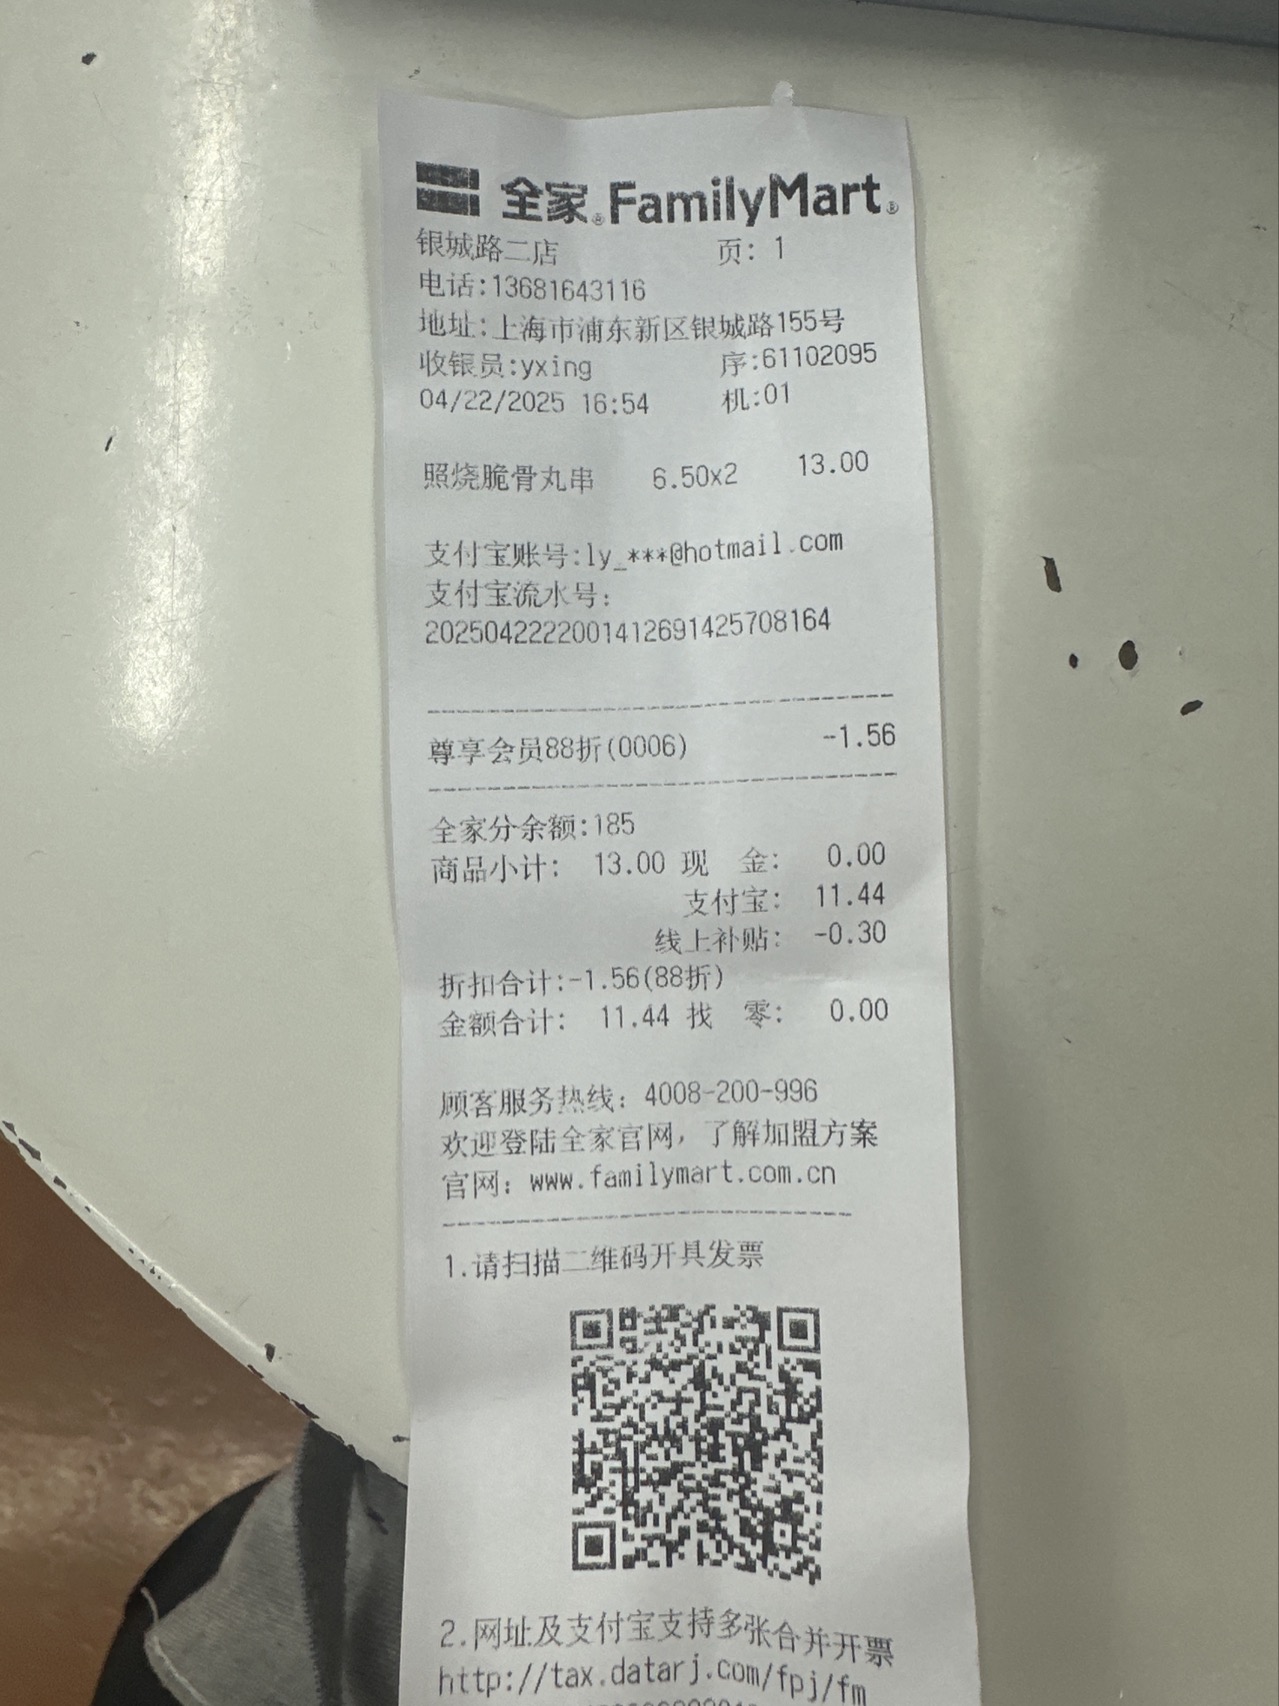 全家® FamilyMart®
银城路二店 页: 1
电话:13681643116
地址:上海市浦东新区银城路155号
收银员:yxing 序:61102095
04/22/2025 16:54 机:01
照烧脆骨丸串 6.50x2 13.00
支付宝账号:ly_***@hotmail.com
支付宝流水号:
2025042222001412691425708164
尊享会员88折(0006) -1.56
全家分余额:185
商品小计: 13.00 现 金: 0.00
支付宝: 11.44
线上补贴: -0.30
折扣合计:-1.56(88折)
金额合计: 11.44 找 零: 0.00
顾客服务热线: 4008-200-996
欢迎登陆全家官网, 了解加盟方案
官网: www.familymart.com.cn
1.请扫描二维码开具发票
2.网址及支付宝支持多张合并开票
http://tax.datarj.com/fpj/fm